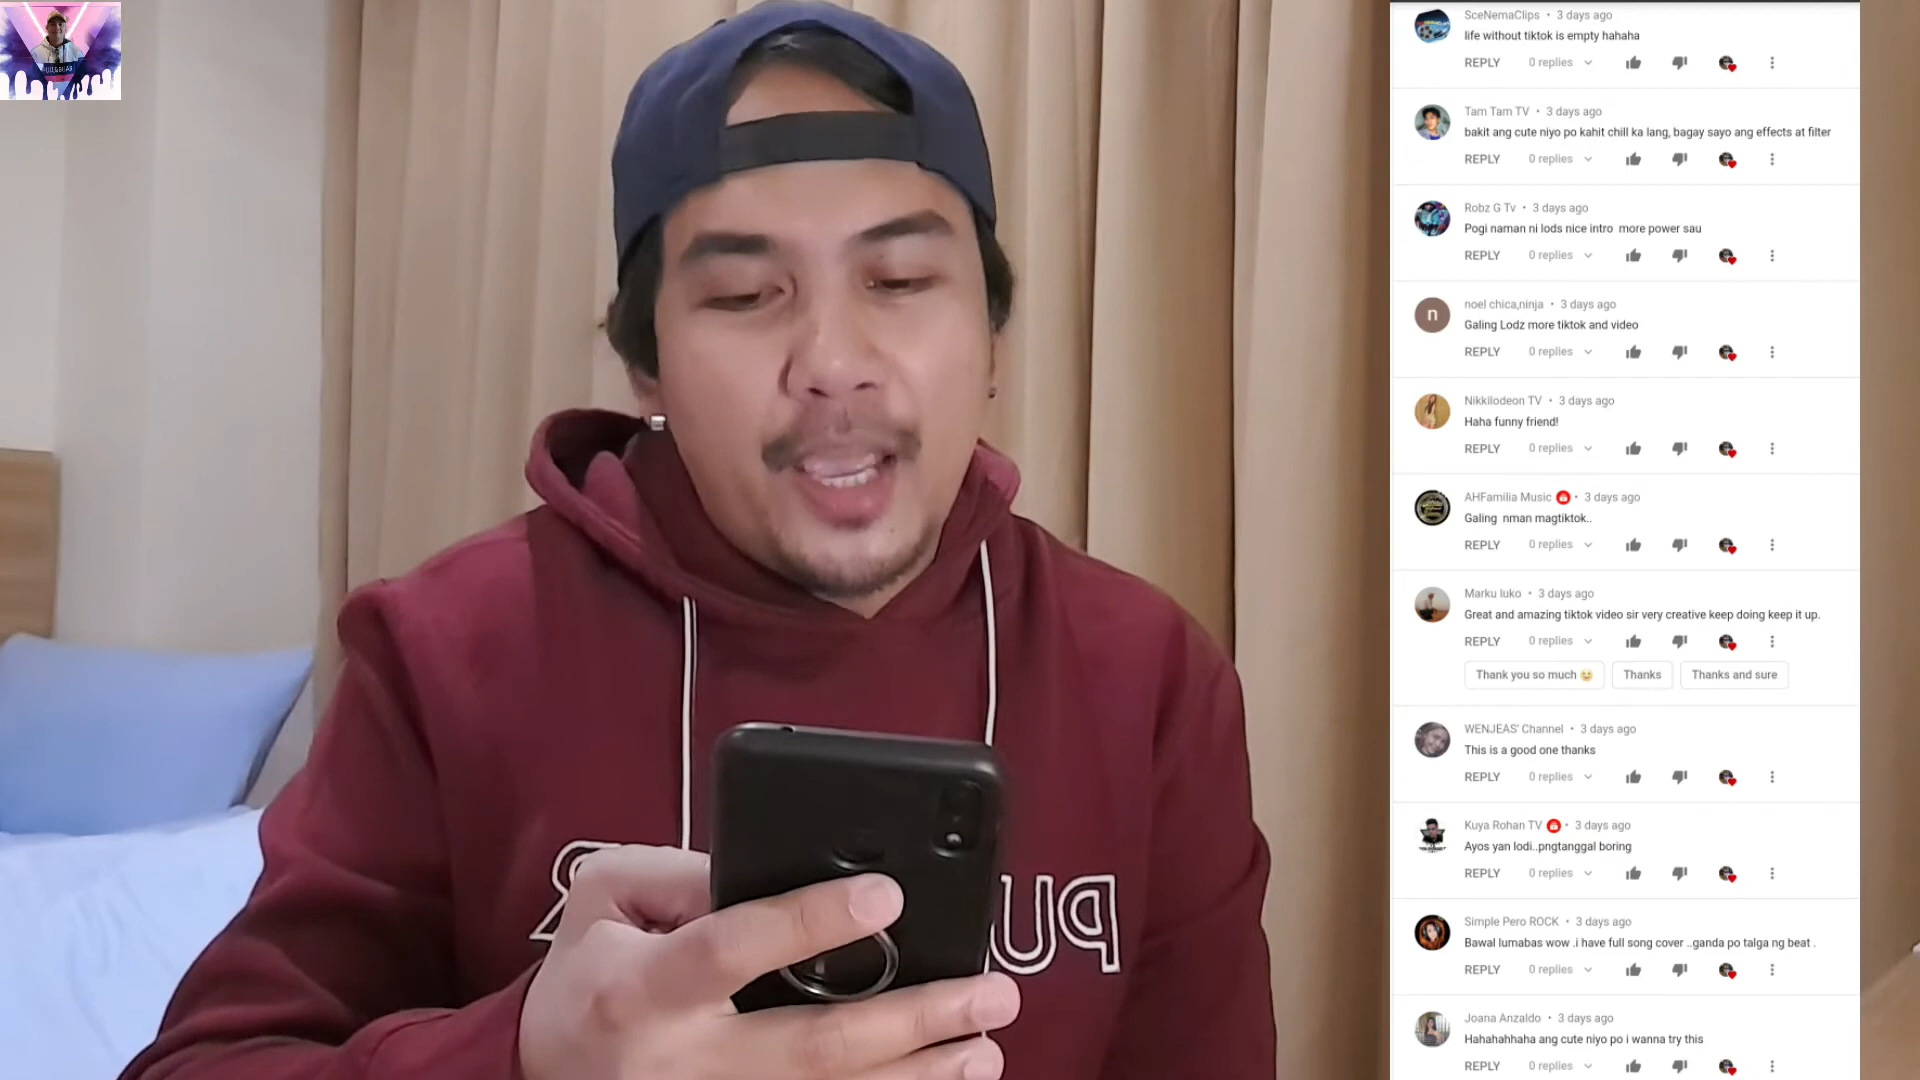 SceNemaClips • 3 days ago
life without tiktok is empty hahaha
REPLY 0 replies
Tam Tam TV • 3 days ago
bakit ang cute niyo po kahit chill ka lang, bagay sayo ang effects at filter
REPLY 0 replies
Robz G Tv • 3 days ago
Pogi naman ni lods nice intro more power sau
REPLY 0 replies
n
noel chica,ninja • 3 days ago
Galing Lodz more tiktok and video
REPLY 0 replies
Nikkilodeon TV • 3 days ago
Haha funny friend!
REPLY 0 replies
AHFamilia Music • 3 days ago
Galing nman magtiktok..
REPLY 0 replies
Marku luko • 3 days ago
Great and amazing tiktok video sir very creative keep doing keep it up.
REPLY 0 replies
Thank you so much 😂 Thanks Thanks and sure
WENJEAS' Channel • 3 days ago
This is a good one thanks
REPLY 0 replies
Kuya Rohan TV • 3 days ago
Ayos yan lodi..pngtanggal boring
REPLY 0 replies
Simple Pero ROCK • 3 days ago
Bawal lumabas wow .i have full song cover ..ganda po talga ng beat .
REPLY 0 replies
Joana Anzaldo • 3 days ago
Hahahahhaha ang cute niyo po i wanna try this
REPLY 0 replies